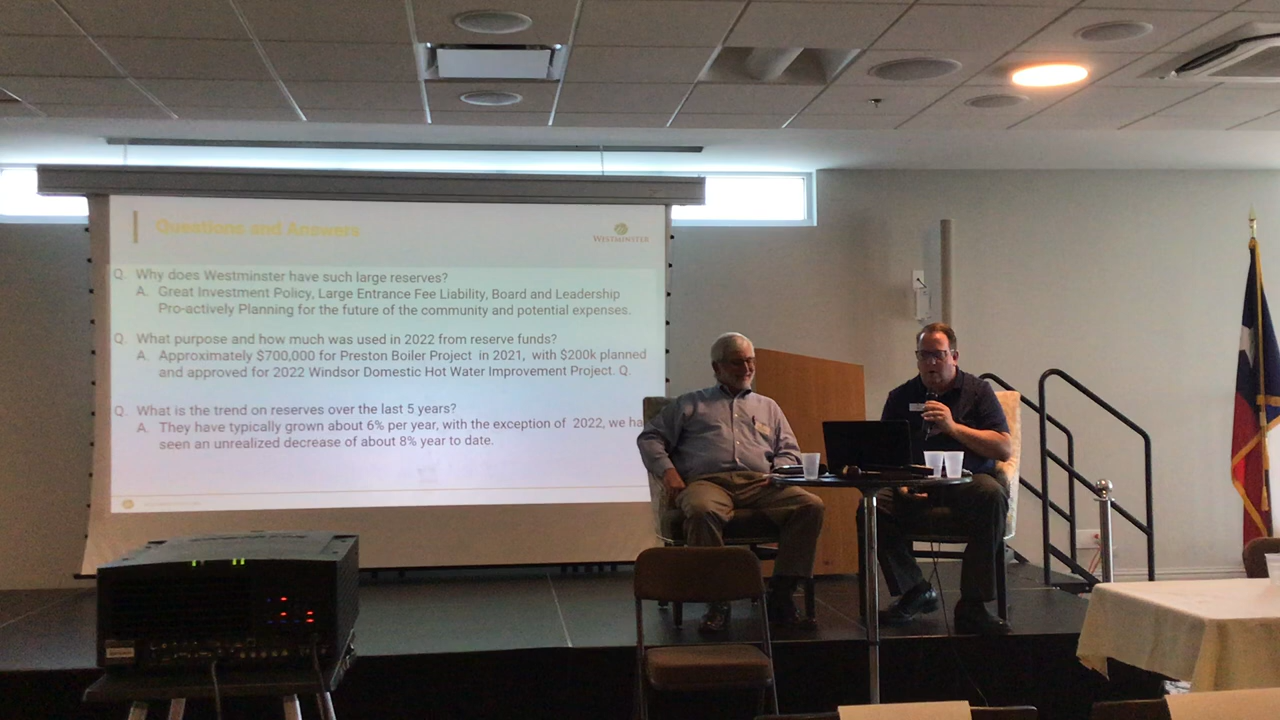 Questions and Answers
WESTMINSTER
Q. Why does Westminster have such large reserves?
A. Great Investment Policy, Large Entrance Fee Liability, Board and Leadership
Pro-actively Planning for the future of the community and potential expenses.
Q. What purpose and how much was used in 2022 from reserve funds?
A. Approximately $700,000 for Preston Boiler Project in 2021, with $200k planned
and approved for 2022 Windsor Domestic Hot Water Improvement Project. Q.
Q. What is the trend on reserves over the last 5 years?
A. They have typically grown about 6% per year, with the exception of 2022, we ha
seen an unrealized decrease of about 8% year to date.